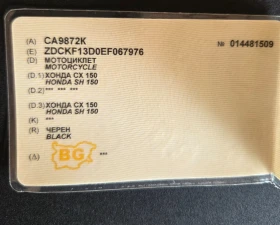 (A) CA9872K № 014481509
(E) ZDCKF13D0EF067976
(D) МОТОЦИКЛЕТ
MOTORCYCLE
(D.1) ХОНДА СХ 150
HONDA SH 150
(D.2) *** *** ***
(D.3) ХОНДА СХ 150
HONDA SH 150
(K) ***
(R) ЧЕРЕН
BLACK
(Δ) BG